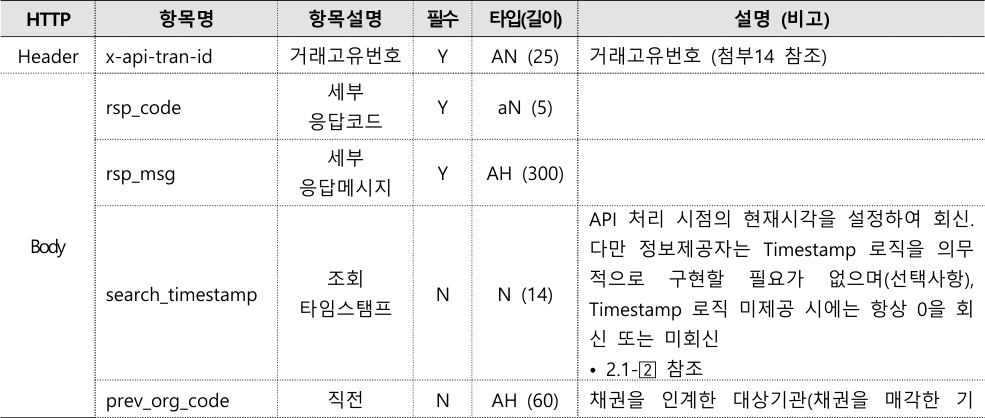 HTTP 항목명 항목설명 필수 타입(길이) 설명 (비고)
Header x-api-tran-id 거래고유번호 Y AN (25) 거래고유번호 (첨부14 참조)
Body
rsp_code 세부 응답코드 Y aN (5)
rsp_msg 세부 응답메시지 Y AH (300)
search_timestamp 조회 타임스탬프 N N (14)
API 처리 시점의 현재시각을 설정하여 회신.
다만 정보제공자는 Timestamp 로직을 의무
적으로 구현할 필요가 없으며(선택사항),
Timestamp 로직 미제공 시에는 항상 0을 회
신 또는 미회신
• 2.1-2 참조
prev_org_code 직전 N AH (60) 채권을 인계한 대상기관(채권을 매각한 기